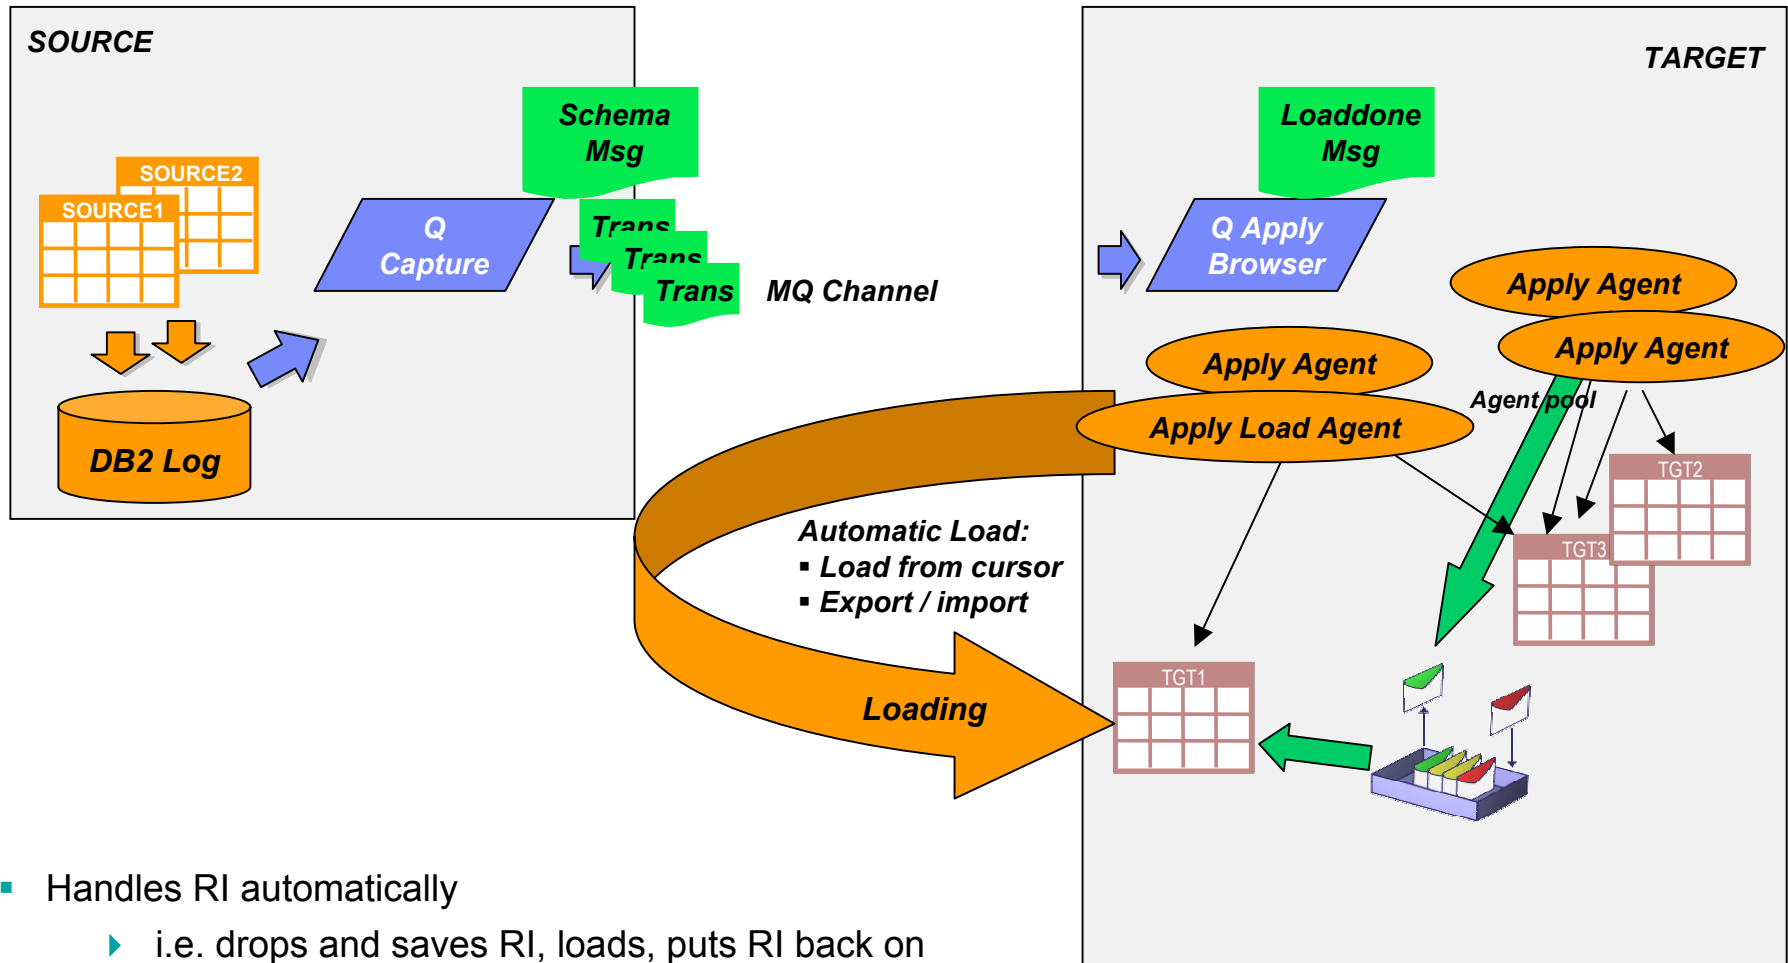 SOURCE
TARGET
Schema
Msg
Loaddone
Msg
SOURCE2
SOURCE1
Q
Capture
Trans
Trans
Trans
MQ Channel
Q Apply
Browser
Apply Agent
Apply Agent
Apply Agent
Agent pool
Apply Load Agent
DB2 Log
TGT2
TGT3
Automatic Load:
▪ Load from cursor
▪ Export / import
TGT1
Loading
▪ Handles RI automatically
i.e. drops and saves RI, loads, puts RI back on